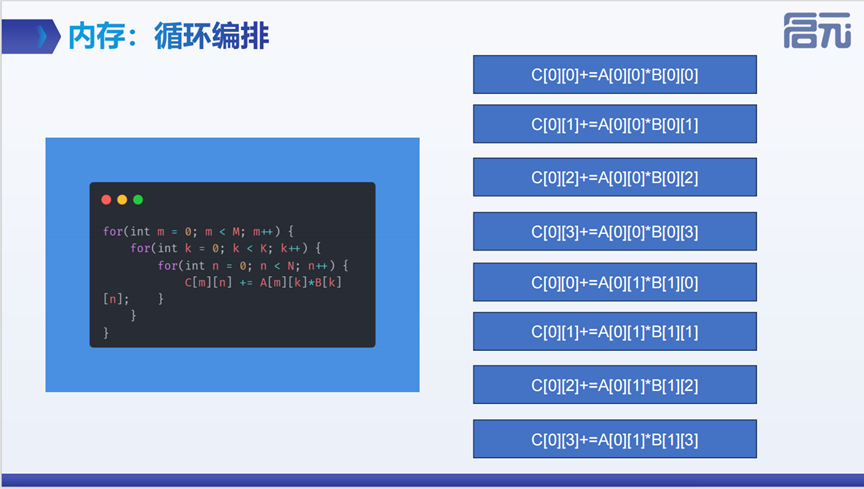 内存：循环编排
启元
C[0][0]+=A[0][0]*B[0][0]
C[0][1]+=A[0][0]*B[0][1]
C[0][2]+=A[0][0]*B[0][2]
C[0][3]+=A[0][0]*B[0][3]
C[0][0]+=A[0][1]*B[1][0]
C[0][1]+=A[0][1]*B[1][1]
C[0][2]+=A[0][1]*B[1][2]
C[0][3]+=A[0][1]*B[1][3]
for(int m = 0; m < M; m++) {
    for(int k = 0; k < K; k++) {
        for(int n = 0; n < N; n++) {
            C[m][n] += A[m][k]*B[k]
[n];    }
    }
}